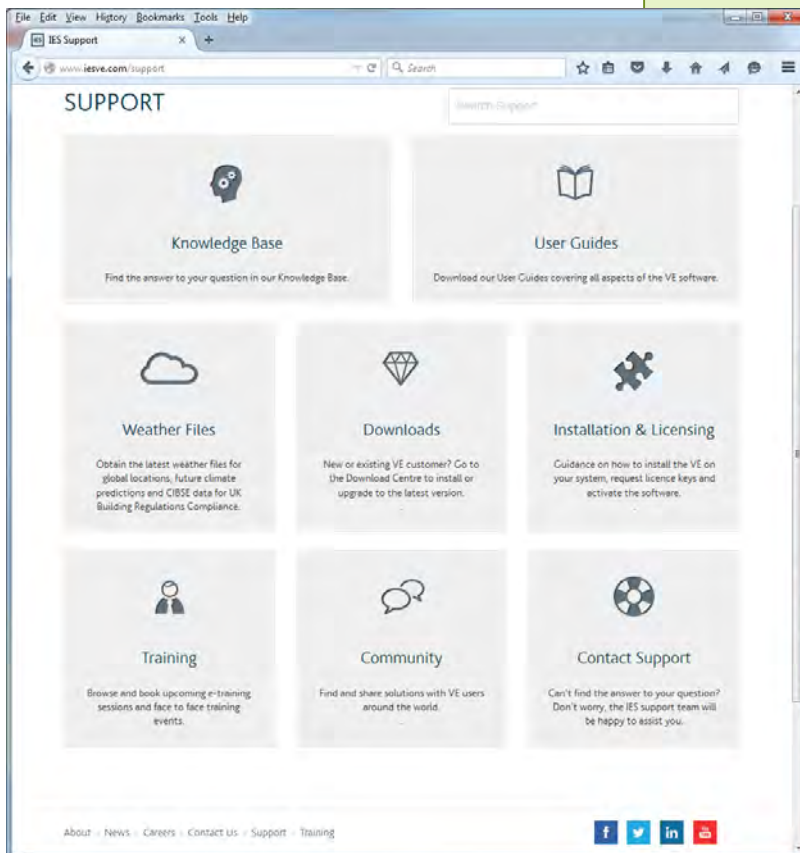 File Edit View History Bookmarks Tools Help
IES Support
www.iesve.com/support
Search
SUPPORT
Search Support
Knowledge Base
Find the answer to your question in our Knowledge Base.
User Guides
Download our User Guides covering all aspects of the VE software.
Weather Files
Obtain the latest weather files for
global locations, future climate
predictions and CIBSE data for UK
Building Regulations Compliance.
Downloads
New or existing VE customer? Go to
the Download Centre to install or
upgrade to the latest version.
Installation & Licensing
Guidance on how to install the VE on
your system, request licence keys and
activate the software.
Training
Browse and book upcoming e-training
sessions and face to face training
events.
Community
Find and share solutions with VE users
around the world.
Contact Support
Can't find the answer to your question?
Don't worry, the IES support team will
be happy to assist you.
About / News / Careers / Contact Us / Support / Training